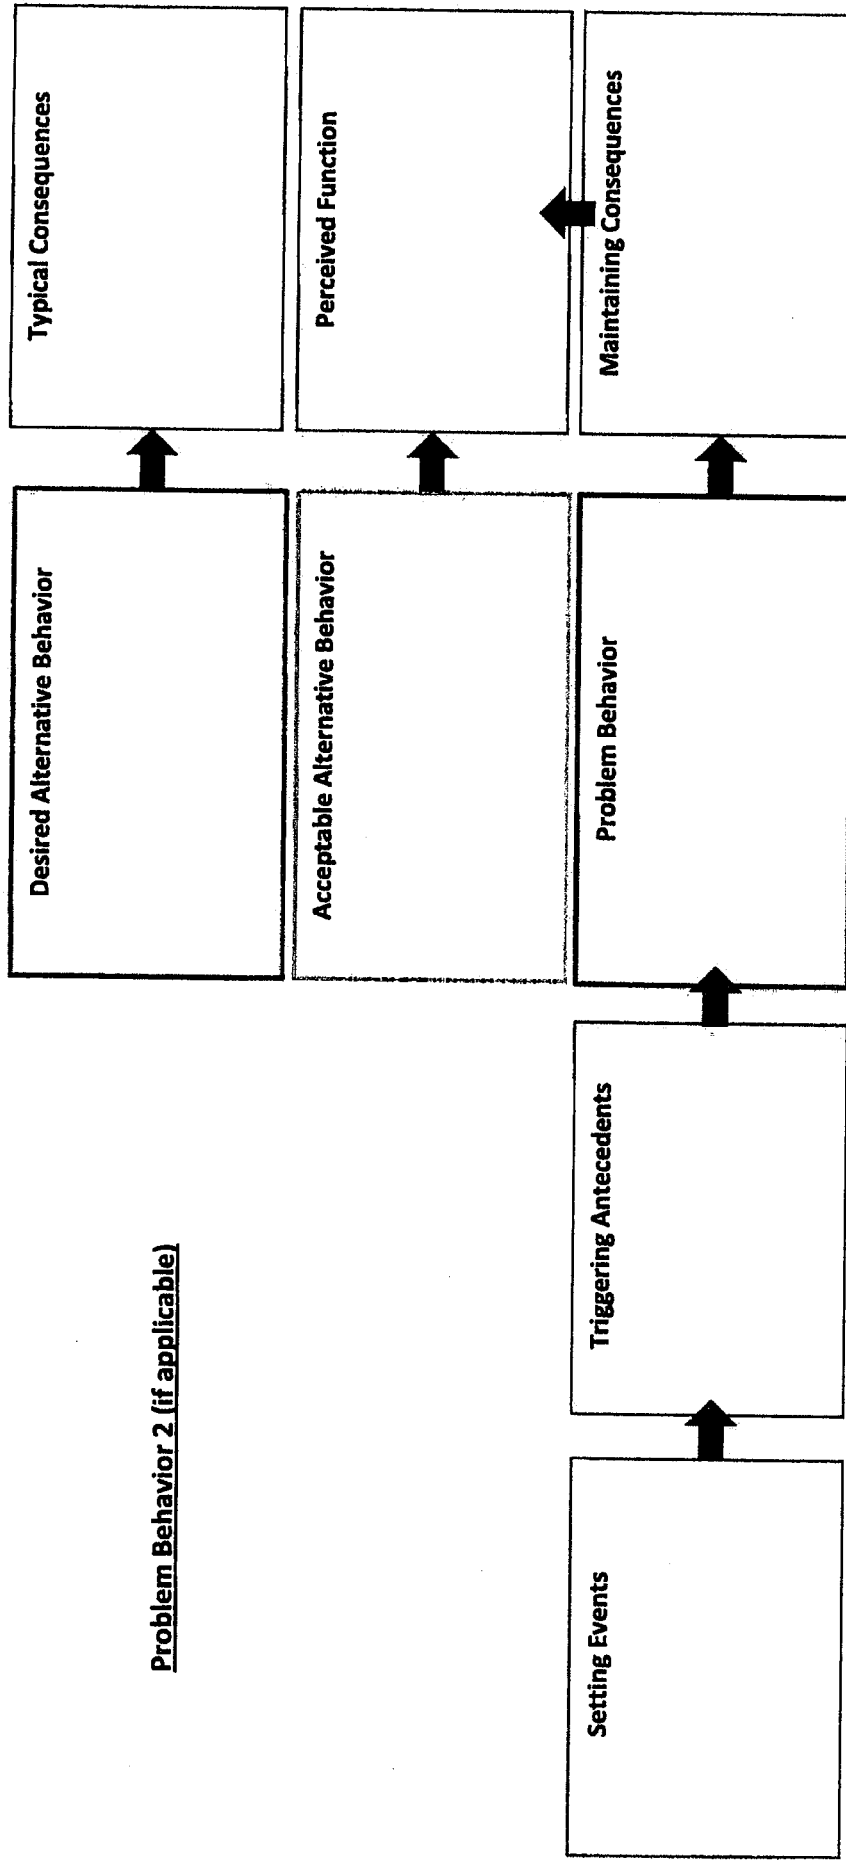 Problem Behavior 2 (if applicable)
Desired Alternative Behavior
Typical Consequences
Acceptable Alternative Behavior
Perceived Function
Setting Events
Triggering Antecedents
Problem Behavior
Maintaining Consequences